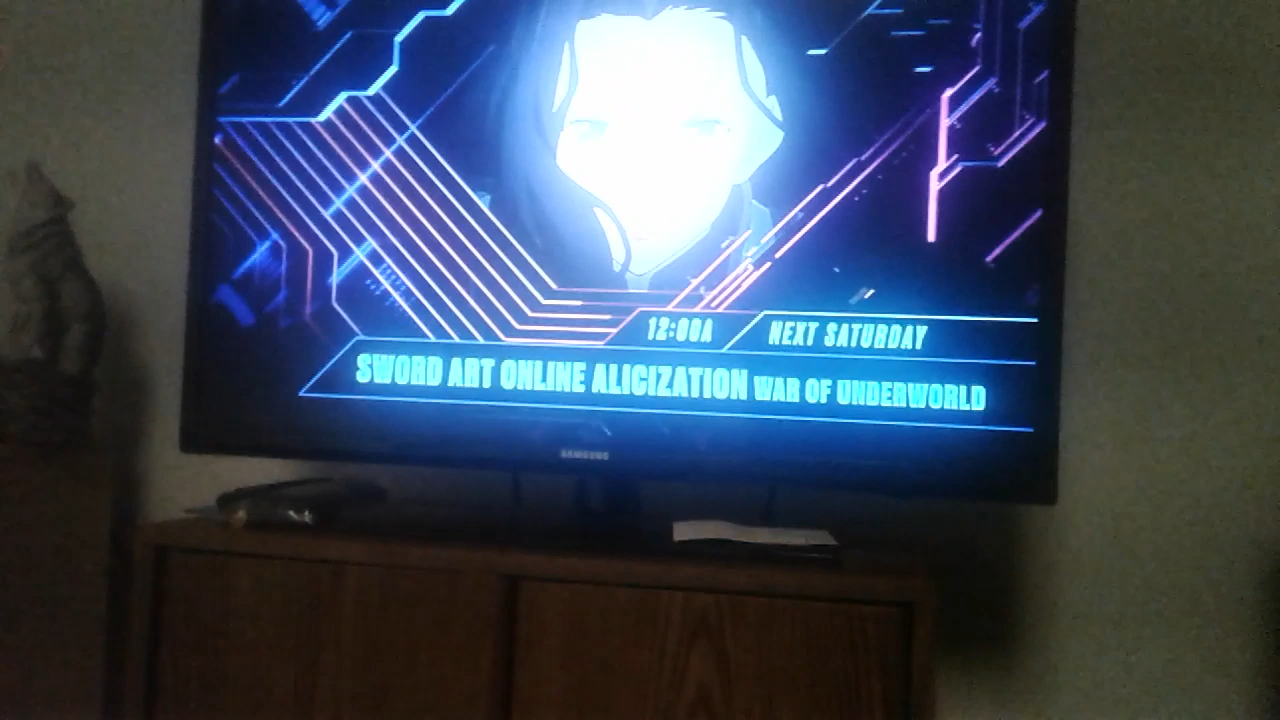 12:00A NEXT SATURDAY
SWORD ART ONLINE ALICIZATION WAR OF UNDERWORLD
SAMSUNG